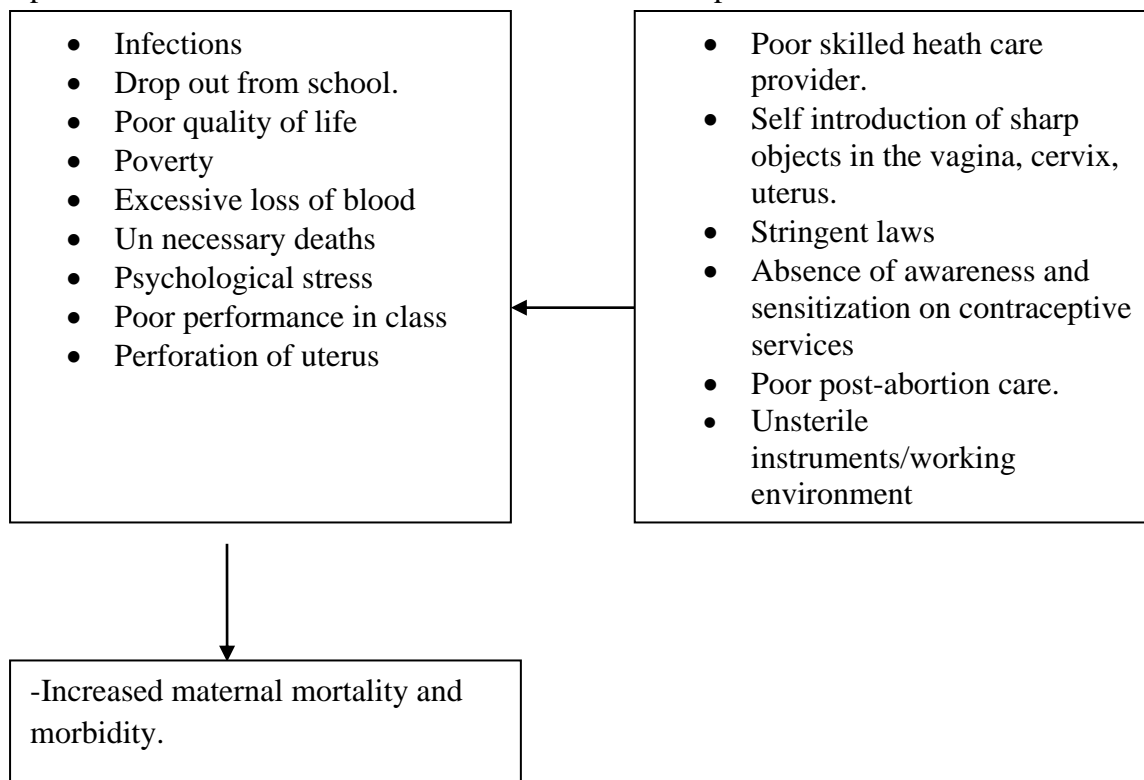 • Infections
• Drop out from school.
• Poor quality of life
• Poverty
• Excessive loss of blood
• Un necessary deaths
• Psychological stress
• Poor performance in class
• Perforation of uterus
• Poor skilled heath care
provider.
• Self introduction of sharp
objects in the vagina, cervix,
uterus.
• Stringent laws
• Absence of awareness and
sensitization on contraceptive
services
• Poor post-abortion care.
• Unsterile
instruments/working
environment
-Increased maternal mortality and
morbidity.